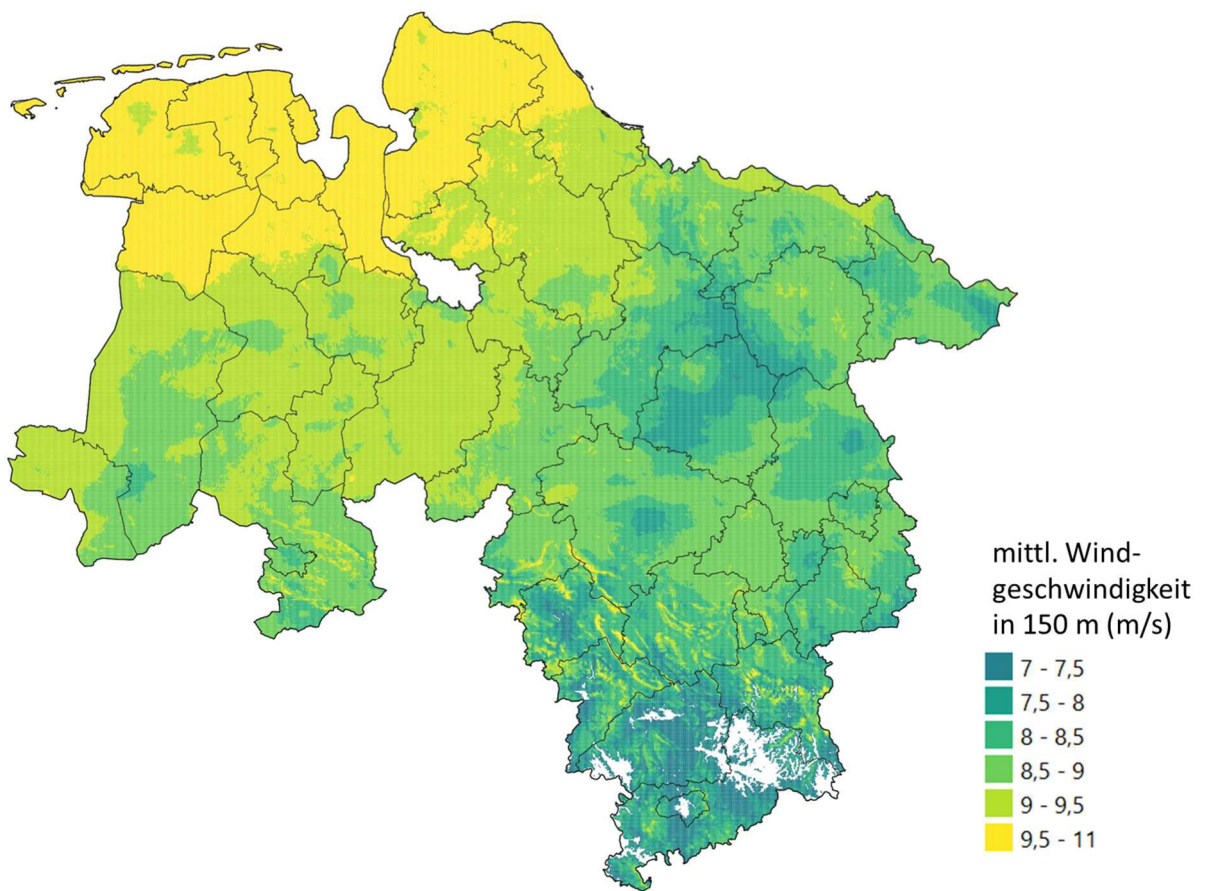 mittl. Wind-
geschwindigkeit
in 150 m (m/s)
7 - 7,5
7,5 - 8
8 - 8,5
8,5 - 9
9 - 9,5
9,5 - 11